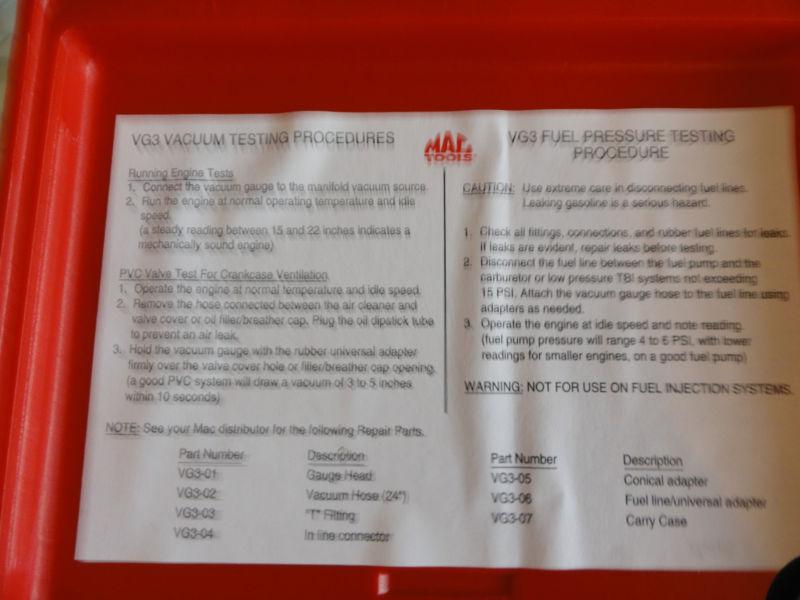 VG3 VACUUM TESTING PROCEDURES
Running Engine Tests
1. Connect the vacuum gauge to the manifold vacuum source.
2. Run the engine at normal operating temperature and idle
speed.
(a steady reading between 15 and 22 inches indicates a
mechanically sound engine)
PVC Valve Test For Crankcase Ventilation
1. Operate the engine at normal temperature and idle speed.
2. Remove the hose connected between the air cleaner and
valve cover or oil filler/breather cap. Plug the oil dipstick tube
to prevent an air leak.
3. Hold the vacuum gauge with the rubber universal adapter
firmly over the valve cover hole or filler/breather cap opening.
(a good PVC system will draw a vacuum of 3 to 5 inches
within 10 seconds)
MAC
TOOLS
VG3 FUEL PRESSURE TESTING
PROCEDURE
CAUTION: Use extreme care in disconnecting fuel lines.
Leaking gasoline is a serious hazard.
1. Check all fittings, connections, and rubber fuel lines for leaks.
If leaks are evident, repair leaks before testing.
2. Disconnect the fuel line between the fuel pump and the
carburetor or low pressure TBI systems not exceeding
15 PSI. Attach the vacuum gauge hose to the fuel line using
adapters as needed.
3. Operate the engine at idle speed and note reading.
(fuel pump pressure will range 4 to 6 PSI, with lower
readings for smaller engines, on a good fuel pump)
WARNING: NOT FOR USE ON FUEL INJECTION SYSTEMS.
NOTE: See your Mac distributor for the following Repair Parts.
Part Number Description
VG3-01 Gauge Head
VG3-02 Vacuum Hose (24")
VG3-03 "T" Fitting
VG3-04 In line connector
Part Number Description
VG3-05 Conical adapter
VG3-06 Fuel line/universal adapter
VG3-07 Carry Case